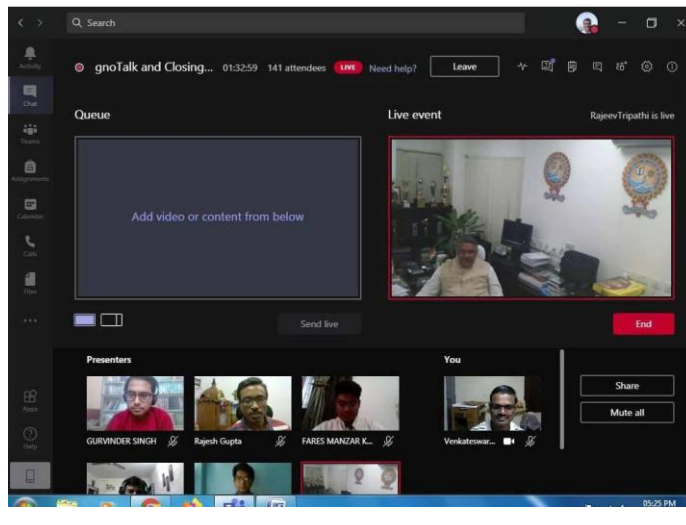 Search
gnoTalk and Closing... 01:32:59 141 attendees LIVE Need help? Leave
Activity
Chat
Teams
Assignments
Calendar
Calls
Files
Apps
Help
Queue
Add video or content from below
Send live
Live event
RajeevTripathi is live
End
Presenters
GURVINDER SINGH
Rajesh Gupta
FARES MANZAR K...
You
Venkateswar...
Share
Mute all
05:25 PM